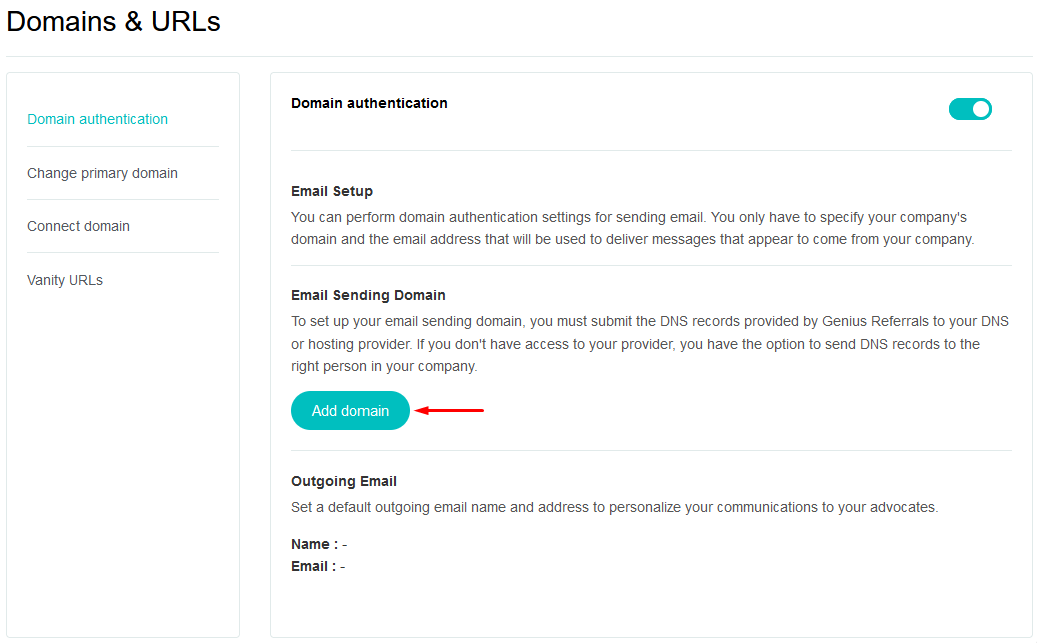 Domains & URLs
Domain authentication
Change primary domain
Connect domain
Vanity URLs
Domain authentication
Email Setup
You can perform domain authentication settings for sending email. You only have to specify your company's
domain and the email address that will be used to deliver messages that appear to come from your company.
Email Sending Domain
To set up your email sending domain, you must submit the DNS records provided by Genius Referrals to your DNS
or hosting provider. If you don't have access to your provider, you have the option to send DNS records to the
right person in your company.
Add domain
Outgoing Email
Set a default outgoing email name and address to personalize your communications to your advocates.
Name : -
Email : -